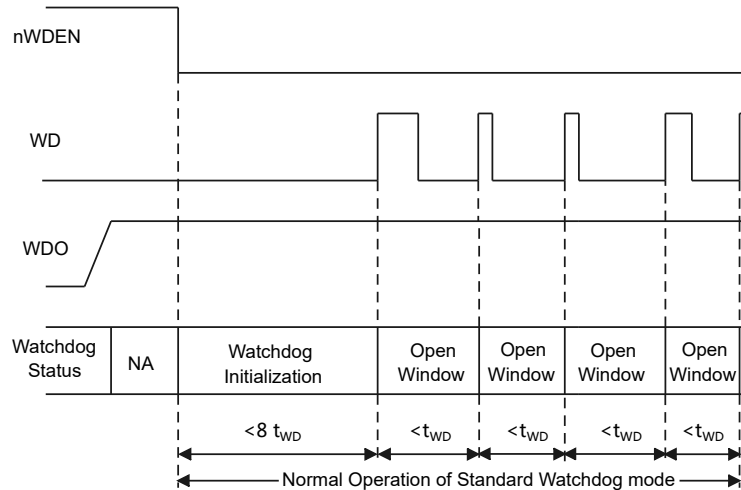 nWDEN
WD
WDO
Watchdog
Status
NA
Watchdog
Initialization
Open
Window
Open
Window
Open
Window
Open
Window
<8 tWD
<tWD
<tWD
<tWD
<tWD
Normal Operation of Standard Watchdog mode